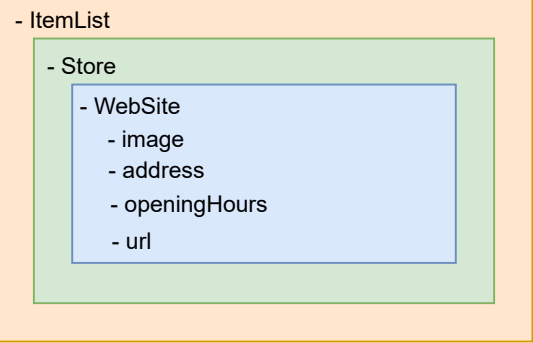 - ItemList
- Store
- WebSite
- image
- address
- openingHours
- url